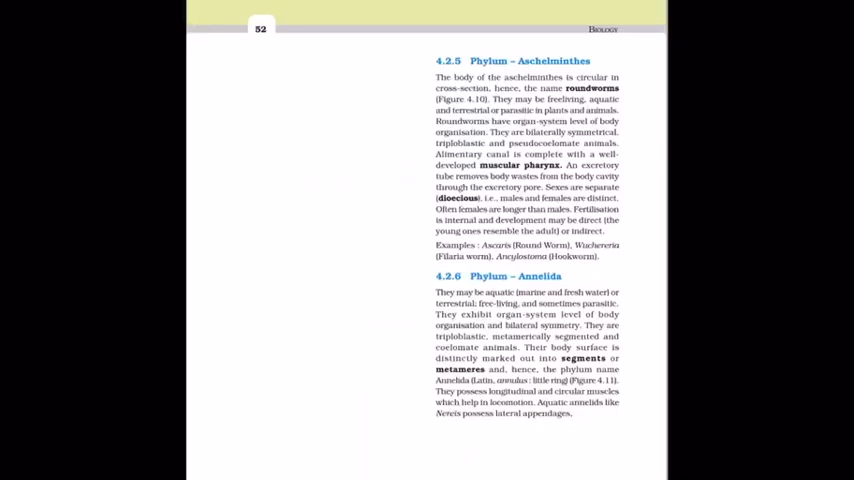 52
BIOLOGY
4.2.5 Phylum – Aschelminthes
The body of the aschelminthes is circular in
cross-section, hence, the name roundworms
(Figure 4.10). They may be freeliving, aquatic
and terrestrial or parasitic in plants and animals.
Roundworms have organ-system level of body
organisation. They are bilaterally symmetrical,
triploblastic and pseudocoelomate animals.
Alimentary canal is complete with a well-
developed muscular pharynx. An excretory
tube removes body wastes from the body cavity
through the excretory pore. Sexes are separate
(dioecious), i.e., males and females are distinct.
Often females are longer than males. Fertilisation
is internal and development may be direct (the
young ones resemble the adult) or indirect.
Examples : Ascaris (Round Worm), Wuchereria
(Filaria worm), Ancylostoma (Hookworm).
4.2.6 Phylum – Annelida
They may be aquatic (marine and fresh water) or
terrestrial; free-living, and sometimes parasitic.
They exhibit organ-system level of body
organisation and bilateral symmetry. They are
triploblastic, metamerically segmented and
coelomate animals. Their body surface is
distinctly marked out into segments or
metameres and, hence, the phylum name
Annelida (Latin, annulus : little ring) (Figure 4.11).
They possess longitudinal and circular muscles
which help in locomotion. Aquatic annelids like
Nereis possess lateral appendages,